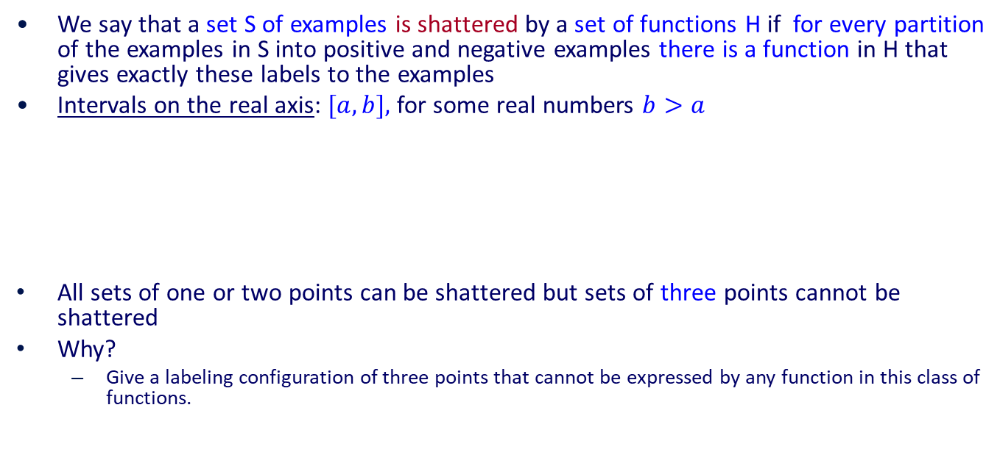 • We say that a set S of examples is shattered by a set of functions H if for every partition
of the examples in S into positive and negative examples there is a function in H that
gives exactly these labels to the examples
• Intervals on the real axis: [a, b], for some real numbers b > a
• All sets of one or two points can be shattered but sets of three points cannot be
shattered
• Why?
– Give a labeling configuration of three points that cannot be expressed by any function in this class of
functions.